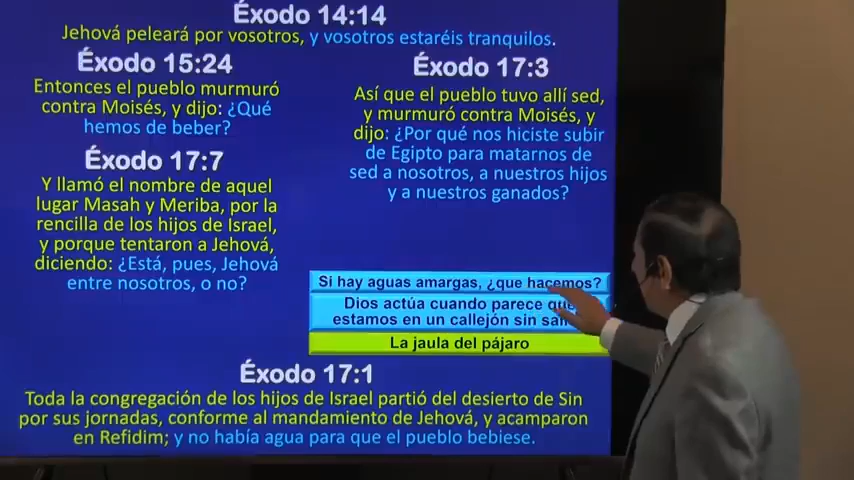 Éxodo 14:14
Jehová peleará por vosotros, y vosotros estaréis tranquilos.
Éxodo 15:24
Entonces el pueblo murmuró
contra Moisés, y dijo: ¿Qué
hemos de beber?
Éxodo 17:3
Así que el pueblo tuvo allí sed,
y murmuró contra Moisés, y
dijo: ¿Por qué nos hiciste subir
de Egipto para matarnos de
sed a nosotros, a nuestros hijos
y a nuestros ganados?
Éxodo 17:7
Y llamó el nombre de aquel
lugar Masah y Meriba, por la
rencilla de los hijos de Israel,
y porque tentaron a Jehová,
diciendo: ¿Está, pues, Jehová
entre nosotros, o no?
Si hay aguas amargas, ¿que hacemos?
Dios actúa cuando parece que
estamos en un callejón sin
La jaula del pájaro
Éxodo 17:1
Toda la congregación de los hijos de Israel partió del desierto de Sin
por sus jornadas, conforme al mandamiento de Jehová, y acamparon
en Refidim; y no había agua para que el pueblo bebiese.